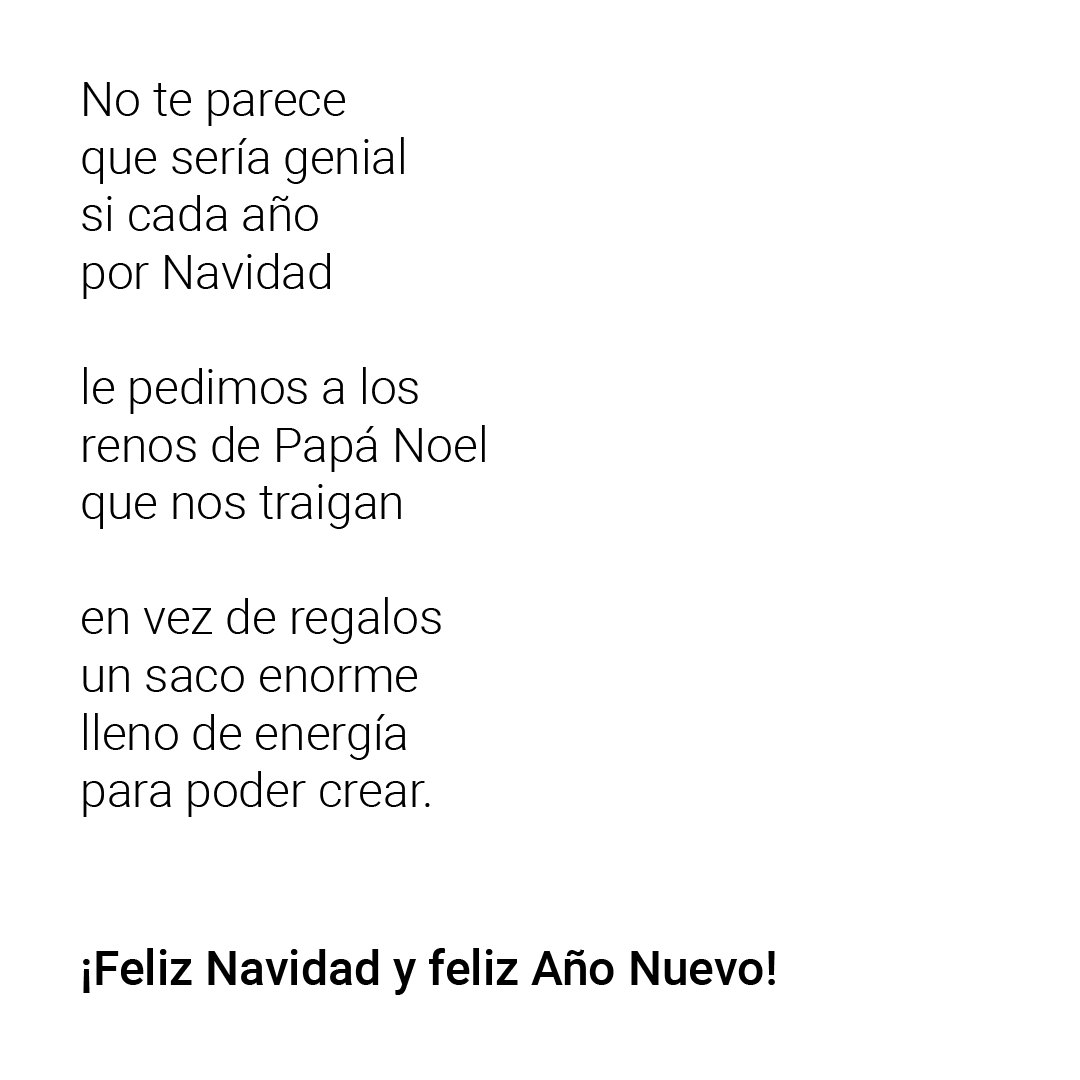 No te parece
que sería genial
si cada año
por Navidad
le pedimos a los
renos de Papá Noel
que nos traigan
en vez de regalos
un saco enorme
lleno de energía
para poder crear.
¡Feliz Navidad y feliz Año Nuevo!